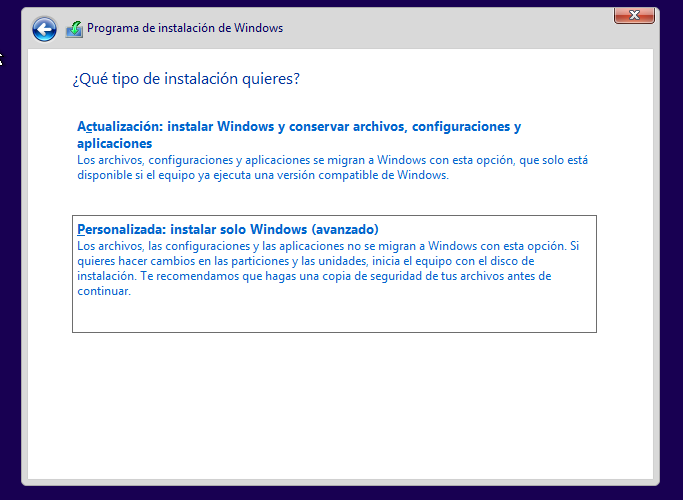 Programa de instalación de Windows
¿Qué tipo de instalación quieres?
Actualización: instalar Windows y conservar archivos, configuraciones y
aplicaciones
Los archivos, configuraciones y aplicaciones se migran a Windows con esta opción, que solo está
disponible si el equipo ya ejecuta una versión compatible de Windows.
Personalizada: instalar solo Windows (avanzado)
Los archivos, las configuraciones y las aplicaciones no se migran a Windows con esta opción. Si
quieres hacer cambios en las particiones y las unidades, inicia el equipo con el disco de
instalación. Te recomendamos que hagas una copia de seguridad de tus archivos antes de
continuar.